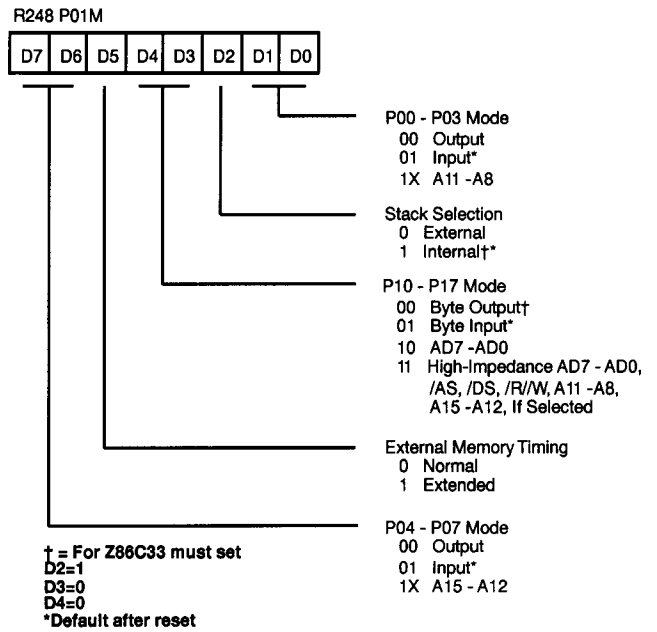 R248 P01M
D7 D6 D5 D4 D3 D2 D1 D0
P00 - P03 Mode
00 Output
01 Input*
1X A11 -A8
Stack Selection
0 External
1 Internal†*
P10 - P17 Mode
00 Byte Output†
01 Byte Input*
10 AD7 -AD0
11 High-Impedance AD7 - AD0,
/AS, /DS, /R//W, A11 -A8,
A15 -A12, If Selected
External Memory Timing
0 Normal
1 Extended
P04 - P07 Mode
00 Output
01 Input*
1X A15 - A12
† = For Z86C33 must set
D2=1
D3=0
D4=0
*Default after reset